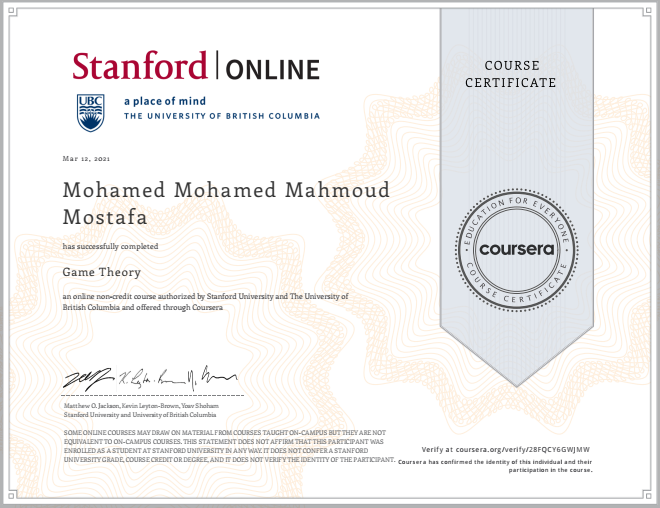 Stanford | ONLINE
UBC
a place of mind
THE UNIVERSITY OF BRITISH COLUMBIA
COURSE
CERTIFICATE
Mar 12, 2021
Mohamed Mohamed Mahmoud
Mostafa
has successfully completed
Game Theory
an online non-credit course authorized by Stanford University and The University of
British Columbia and offered through Coursera
EDUCATION FOR EVERYONE
coursera
COURSE CERTIFICATE
Matthew O. Jackson, Kevin Leyton-Brown, Yoav Shoham
Stanford University and University of British Columbia
SOME ONLINE COURSES MAY DRAW ON MATERIAL FROM COURSES TAUGHT ON-CAMPUS BUT THEY ARE NOT
EQUIVALENT TO ON-CAMPUS COURSES. THIS STATEMENT DOES NOT AFFIRM THAT THIS PARTICIPANT WAS
ENROLLED AS A STUDENT AT STANFORD UNIVERSITY IN ANY WAY. IT DOES NOT CONFER A STANFORD
UNIVERSITY GRADE, COURSE CREDIT OR DEGREE, AND IT DOES NOT VERIFY THE IDENTITY OF THE PARTICIPANT.
Verify at coursera.org/verify/28FQCY6GWJMW
Coursera has confirmed the identity of this individual and their
participation in the course.